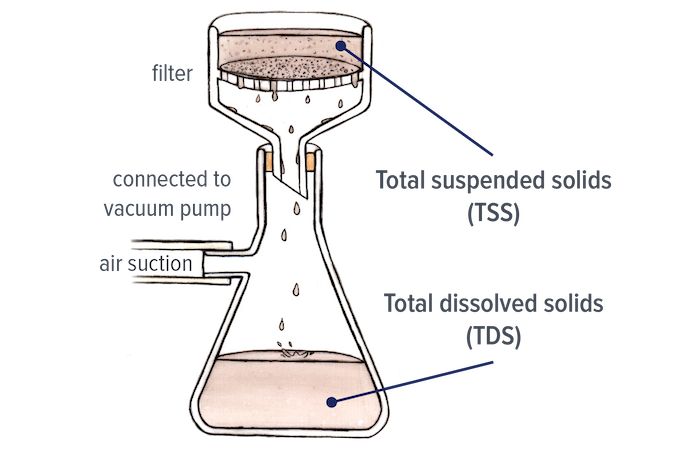 filter
connected to
vacuum pump
air suction
Total suspended solids
(TSS)
Total dissolved solids
(TDS)